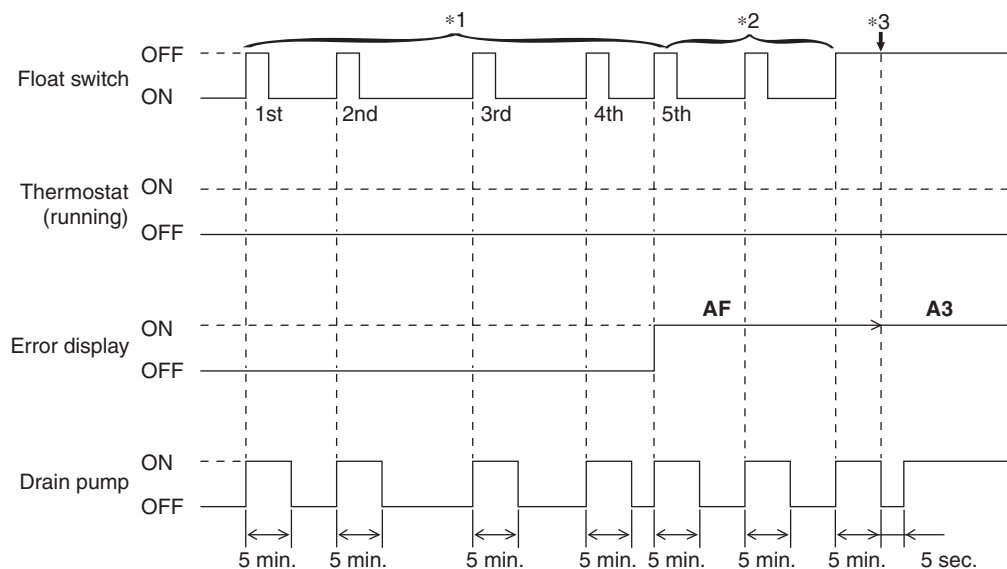 *1 *2 *3
Float switch
OFF
ON
1st 2nd 3rd 4th 5th
Thermostat
(running)
ON
OFF
Error display
ON
OFF
AF A3
Drain pump
ON
OFF
5 min. 5 min. 5 min. 5 min. 5 min. 5 min. 5 min. 5 sec.